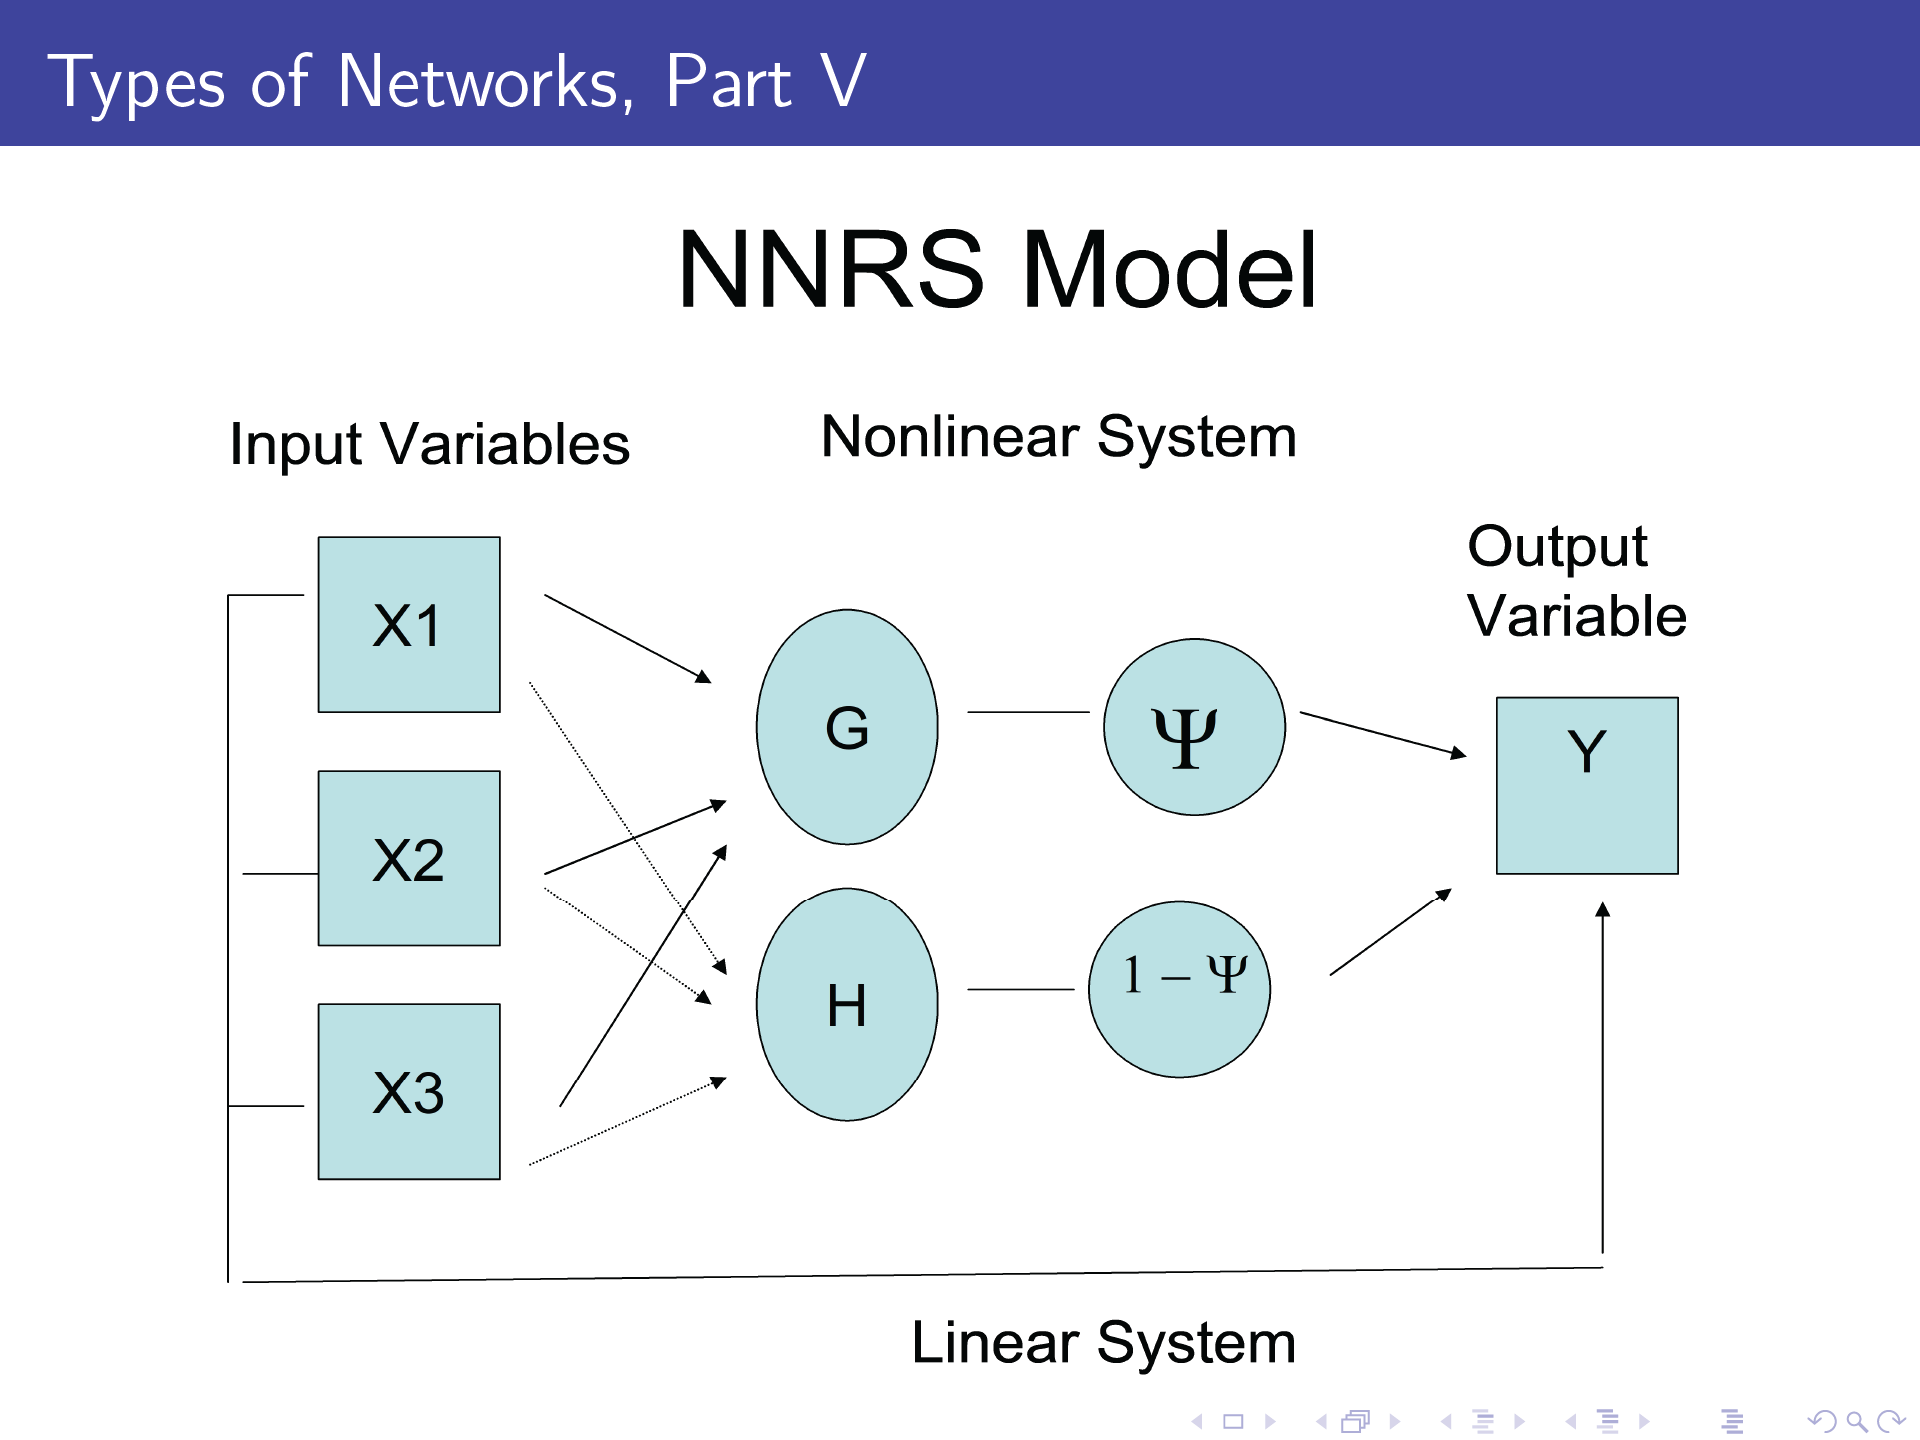 Types of Networks, Part V
NNRS Model
Input Variables
Nonlinear System
Output
Variable
X1
X2
X3
G
H
Ψ
1 − Ψ
Y
Linear System